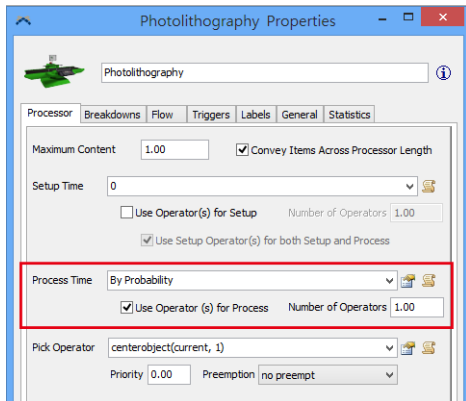 Photolithography Properties
Photolithography
Processor Breakdowns Flow Triggers Labels General Statistics
Maximum Content 1.00 Convey Items Across Processor Length
Setup Time 0
Use Operator(s) for Setup Number of Operators 1.00
Use Setup Operator(s) for both Setup and Process
Process Time By Probability
Use Operator (s) for Process Number of Operators 1.00
Pick Operator centerobject(current, 1)
Priority 0.00 Preemption no preempt